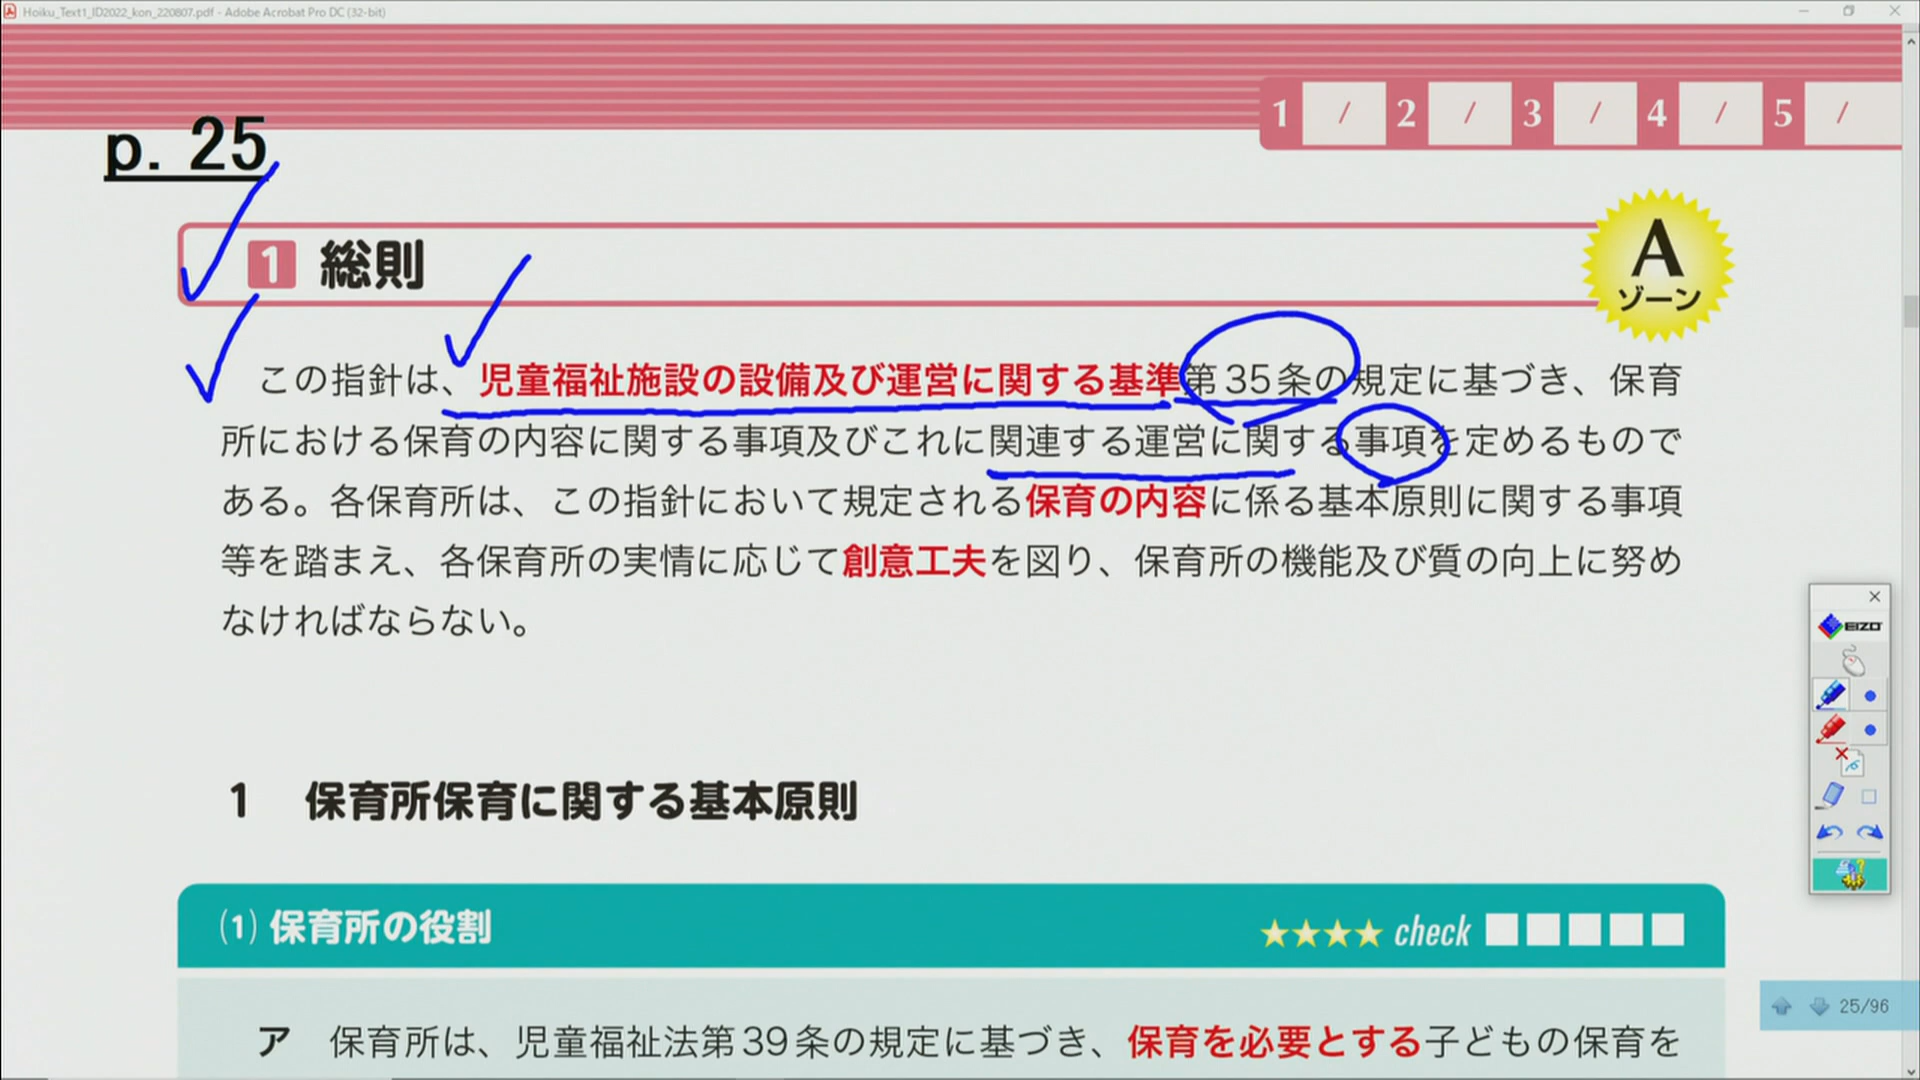 Hoiku_Text1_ID2022_kon_220807.pdf - Adobe Acrobat Pro DC (32-bit)
1 / 2 / 3 / 4 / 5 /
p. 25
1 総則
A
ゾーン
この指針は、児童福祉施設の設備及び運営に関する基準第35条の規定に基づき、保育
所における保育の内容に関する事項及びこれに関連する運営に関する事項を定めるもので
ある。各保育所は、この指針において規定される保育の内容に係る基本原則に関する事項
等を踏まえ、各保育所の実情に応じて創意工夫を図り、保育所の機能及び質の向上に努め
なければならない。
EIZO
1 保育所保育に関する基本原則
(1) 保育所の役割
★★★★ check □□□□□
25/96
ア 保育所は、児童福祉法第39条の規定に基づき、保育を必要とする子どもの保育を